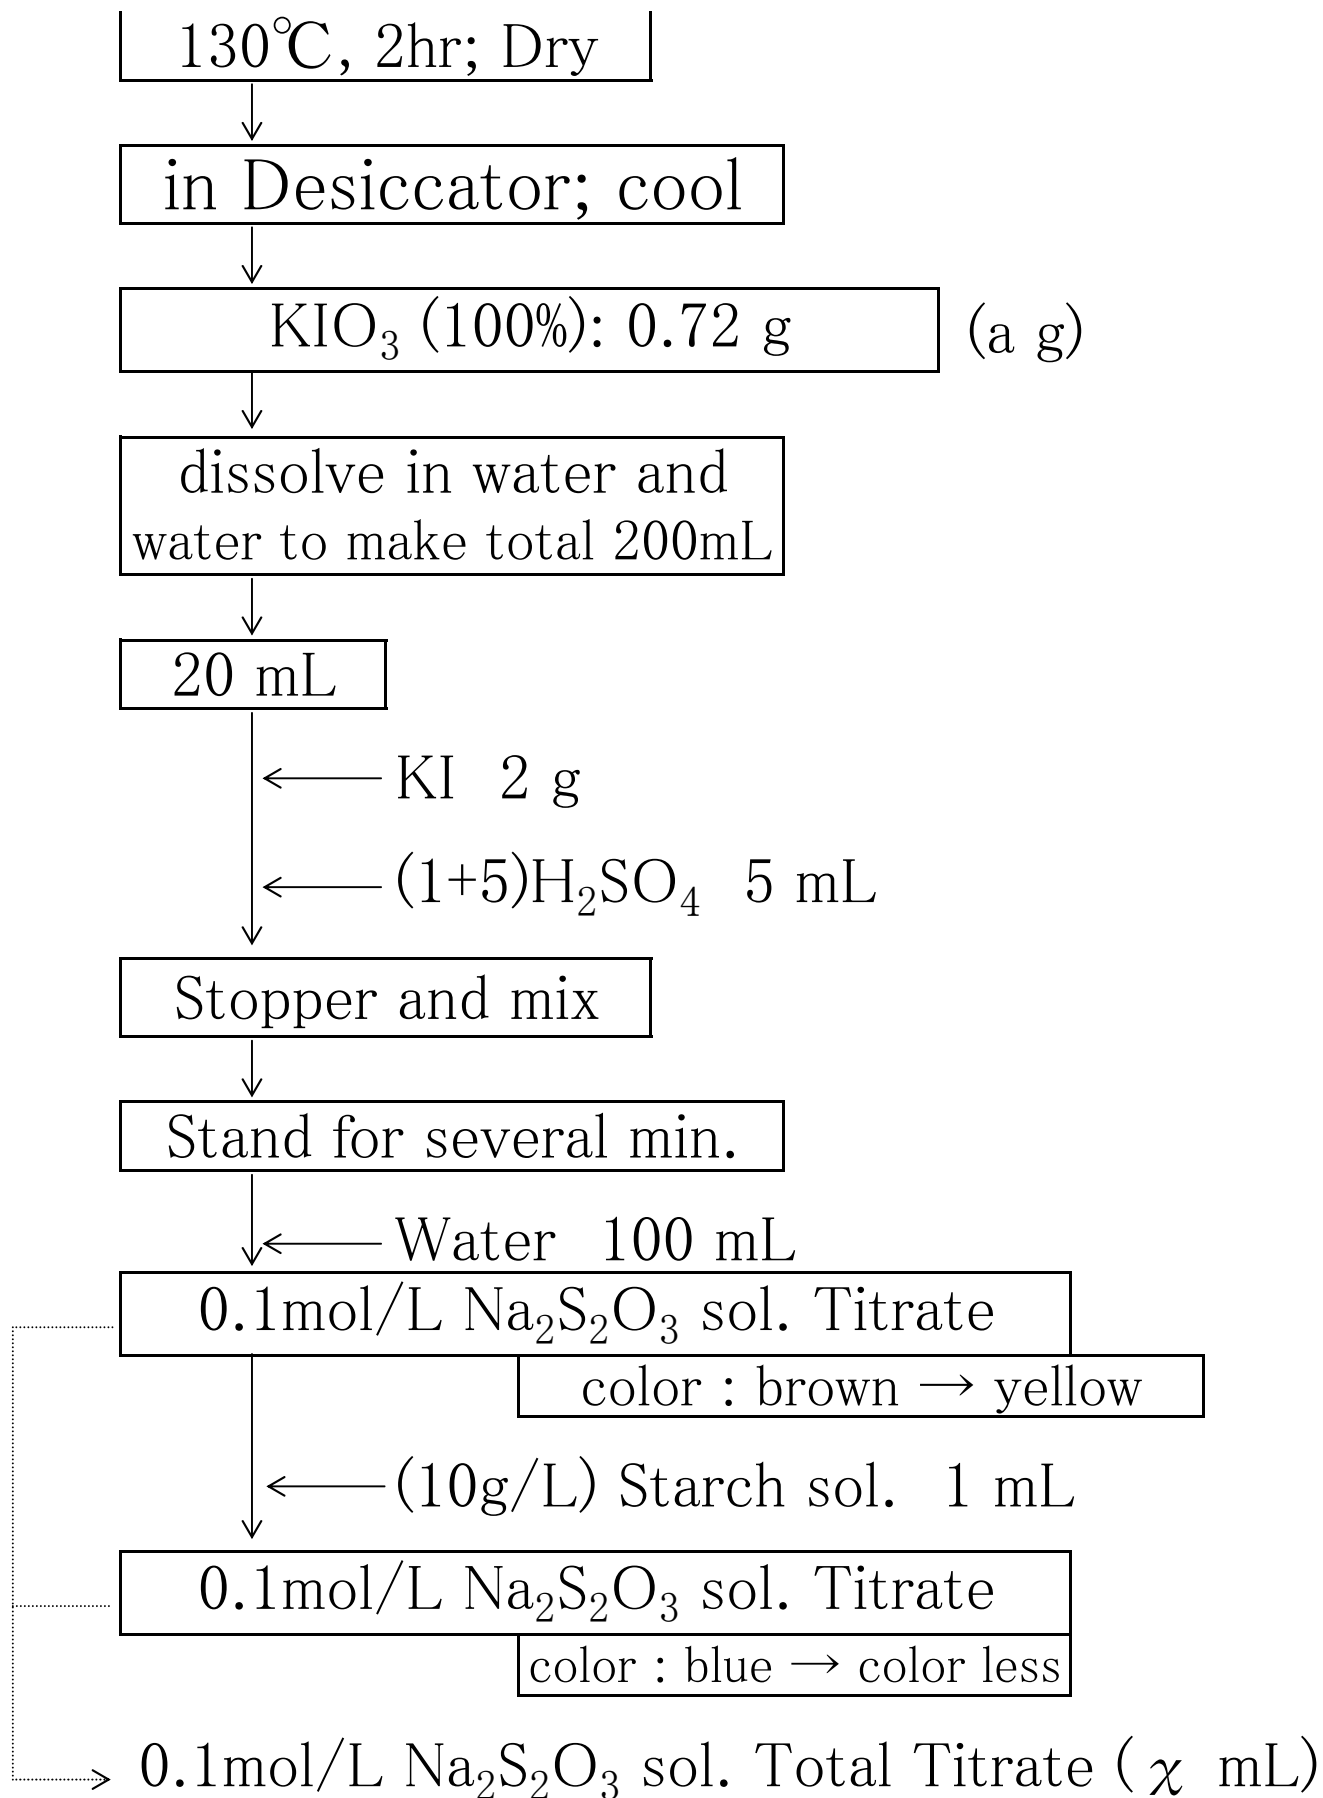 130℃, 2hr; Dry
in Desiccator; cool
KIO₃ (100%): 0.72 g (a g)
dissolve in water and
water to make total 200mL
20 mL
KI 2 g
(1+5)H₂SO₄ 5 mL
Stopper and mix
Stand for several min.
Water 100 mL
0.1mol/L Na₂S₂O₃ sol. Titrate
color : brown → yellow
(10g/L) Starch sol. 1 mL
0.1mol/L Na₂S₂O₃ sol. Titrate
color : blue → color less
0.1mol/L Na₂S₂O₃ sol. Total Titrate ( χ mL)